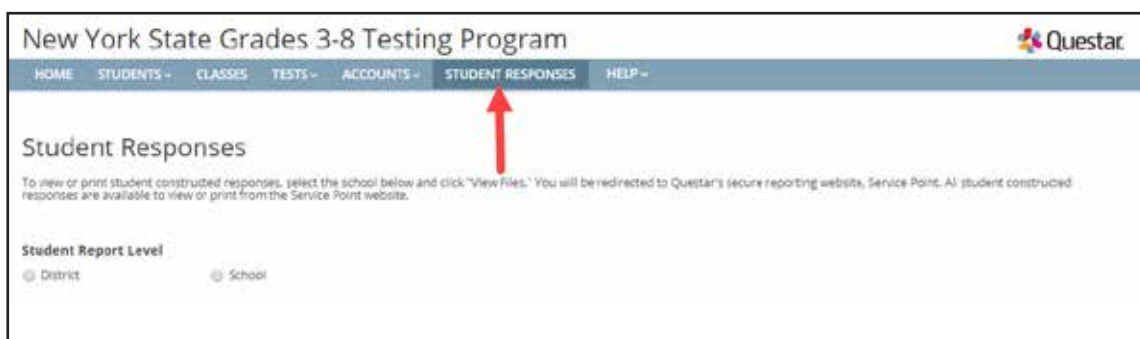 New York State Grades 3-8 Testing Program
Questar.
HOME STUDENTS CLASSES TESTS ACCOUNTS STUDENT RESPONSES HELP
Student Responses
To view or print student constructed responses, select the school below and click "View Files." You will be redirected to Questar's secure reporting website, Service Point. All student constructed
responses are available to view or print from the Service Point website.
Student Report Level
District School